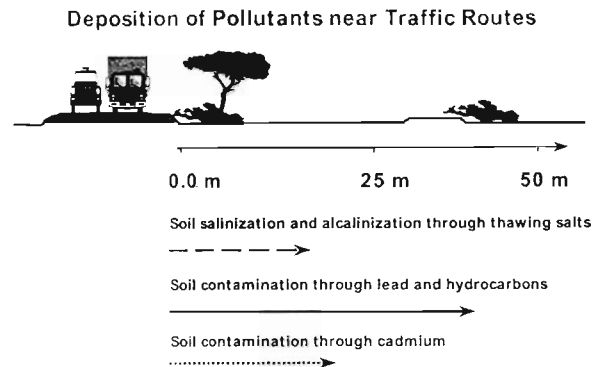 Deposition of Pollutants near Traffic Routes
0.0 m 25 m 50 m
Soil salinization and alcalinization through thawing salts
Soil contamination through lead and hydrocarbons
Soil contamination through cadmium